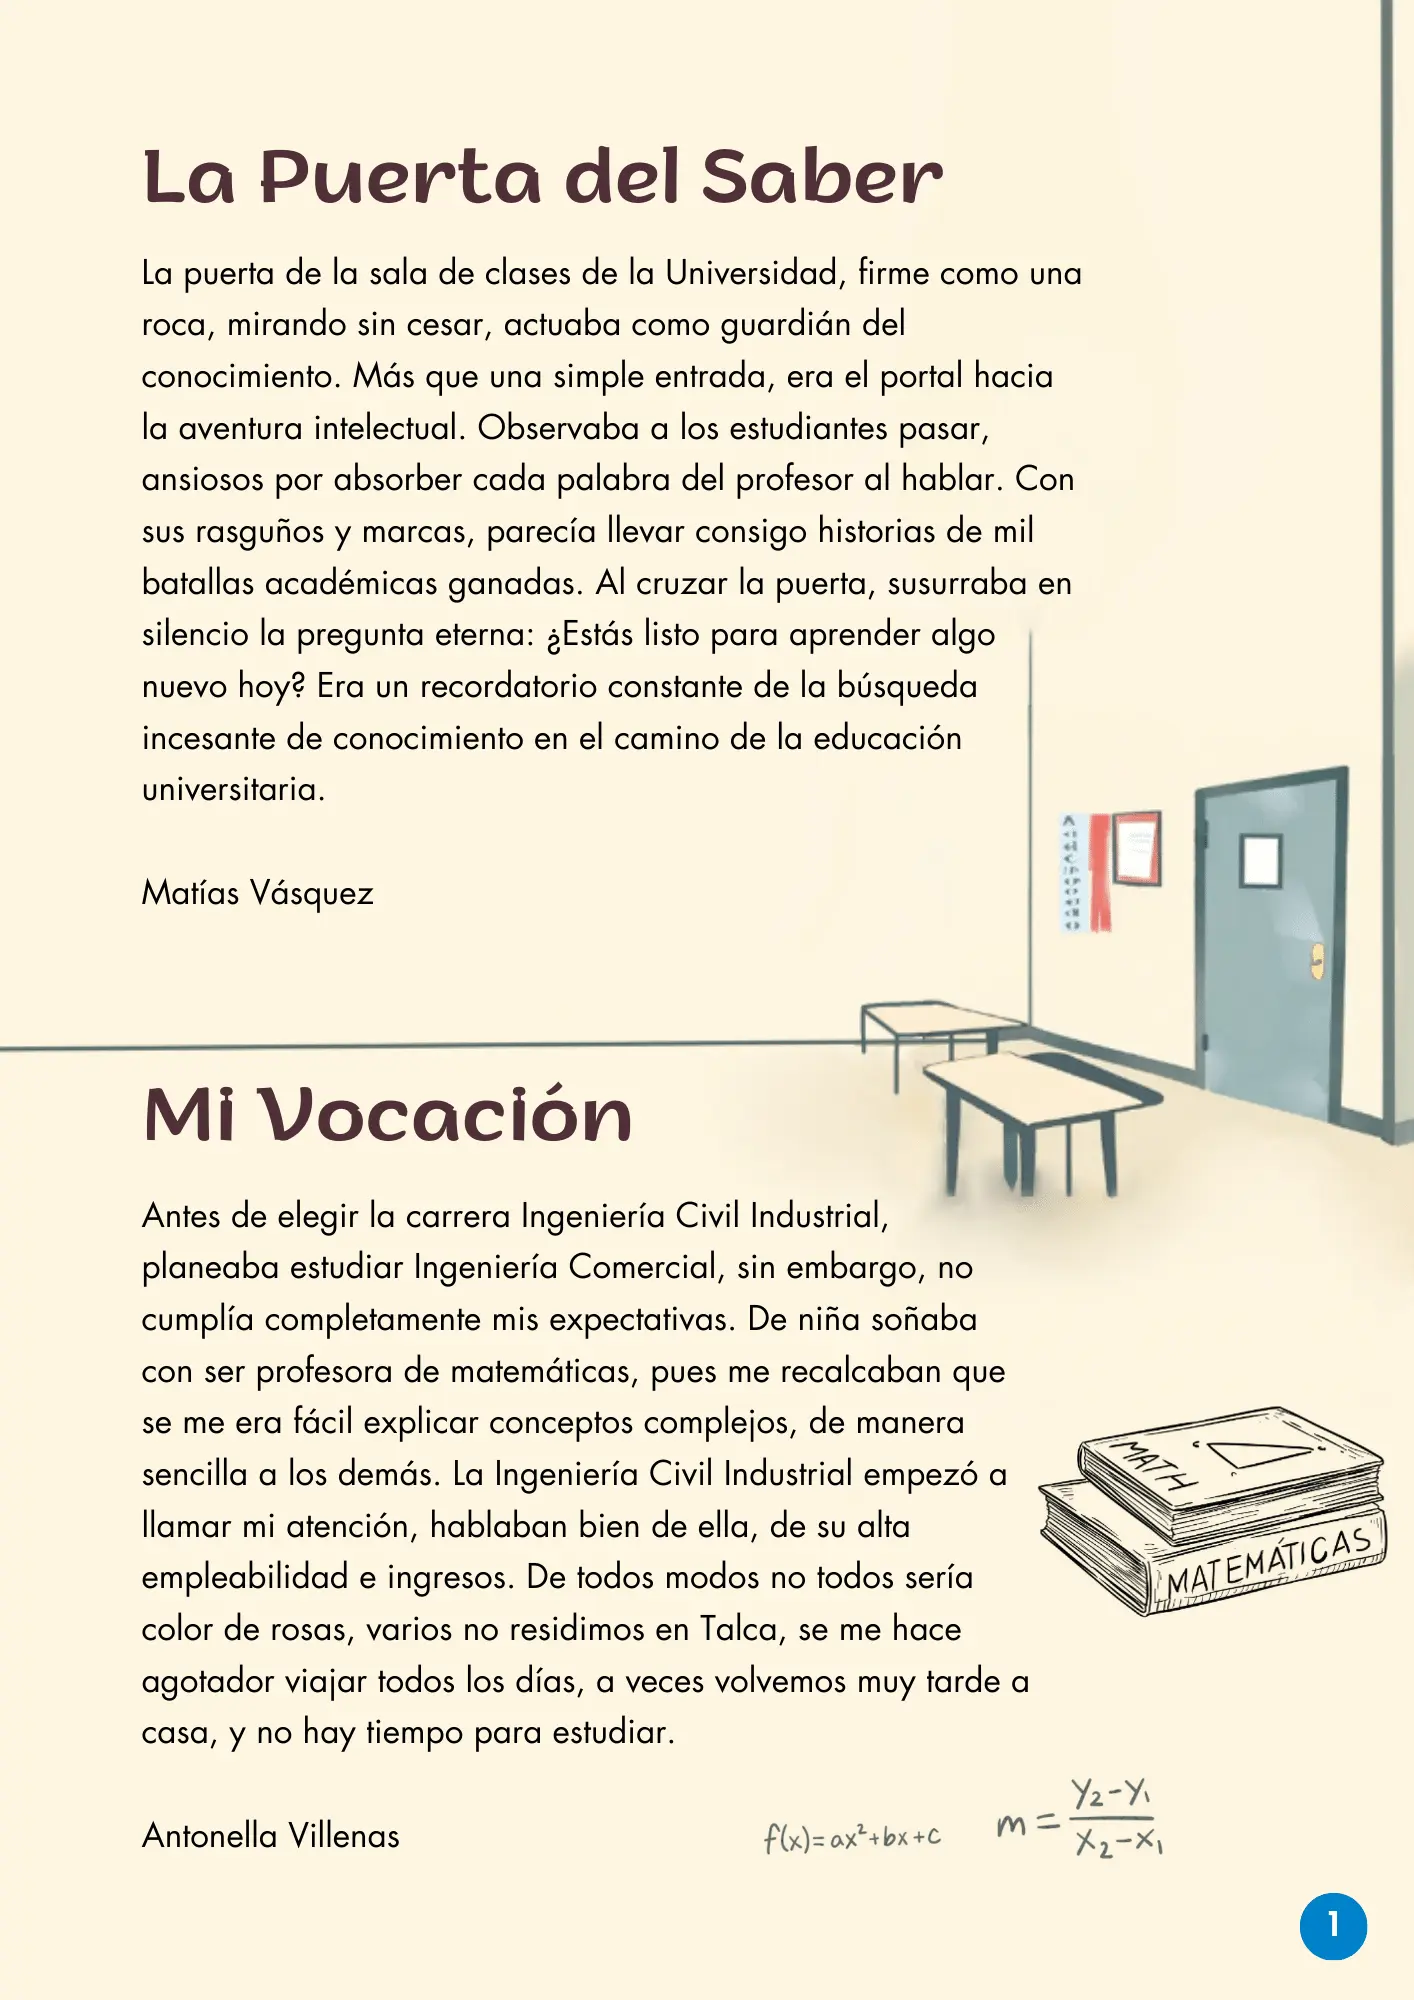 La Puerta del Saber
La puerta de la sala de clases de la Universidad, firme como una
roca, mirando sin cesar, actuaba como guardián del
conocimiento. Más que una simple entrada, era el portal hacia
la aventura intelectual. Observaba a los estudiantes pasar,
ansiosos por absorber cada palabra del profesor al hablar. Con
sus rasguños y marcas, parecía llevar consigo historias de mil
batallas académicas ganadas. Al cruzar la puerta, susurraba en
silencio la pregunta eterna: ¿Estás listo para aprender algo
nuevo hoy? Era un recordatorio constante de la búsqueda
incesante de conocimiento en el camino de la educación
universitaria.
Matías Vásquez
Mi Vocación
Antes de elegir la carrera Ingeniería Civil Industrial,
planeaba estudiar Ingeniería Comercial, sin embargo, no
cumplía completamente mis expectativas. De niña soñaba
con ser profesora de matemáticas, pues me recalcaban que
se me era fácil explicar conceptos complejos, de manera
sencilla a los demás. La Ingeniería Civil Industrial empezó a
llamar mi atención, hablaban bien de ella, de su alta
empleabilidad e ingresos. De todos modos no todos sería
color de rosas, varios no residimos en Talca, se me hace
agotador viajar todos los días, a veces volvemos muy tarde a
casa, y no hay tiempo para estudiar.
MATH
MATEMÁTICAS
Antonella Villenas
f(x)=ax²+bx+c
m = y₂-y₁
x₂-x₁
1